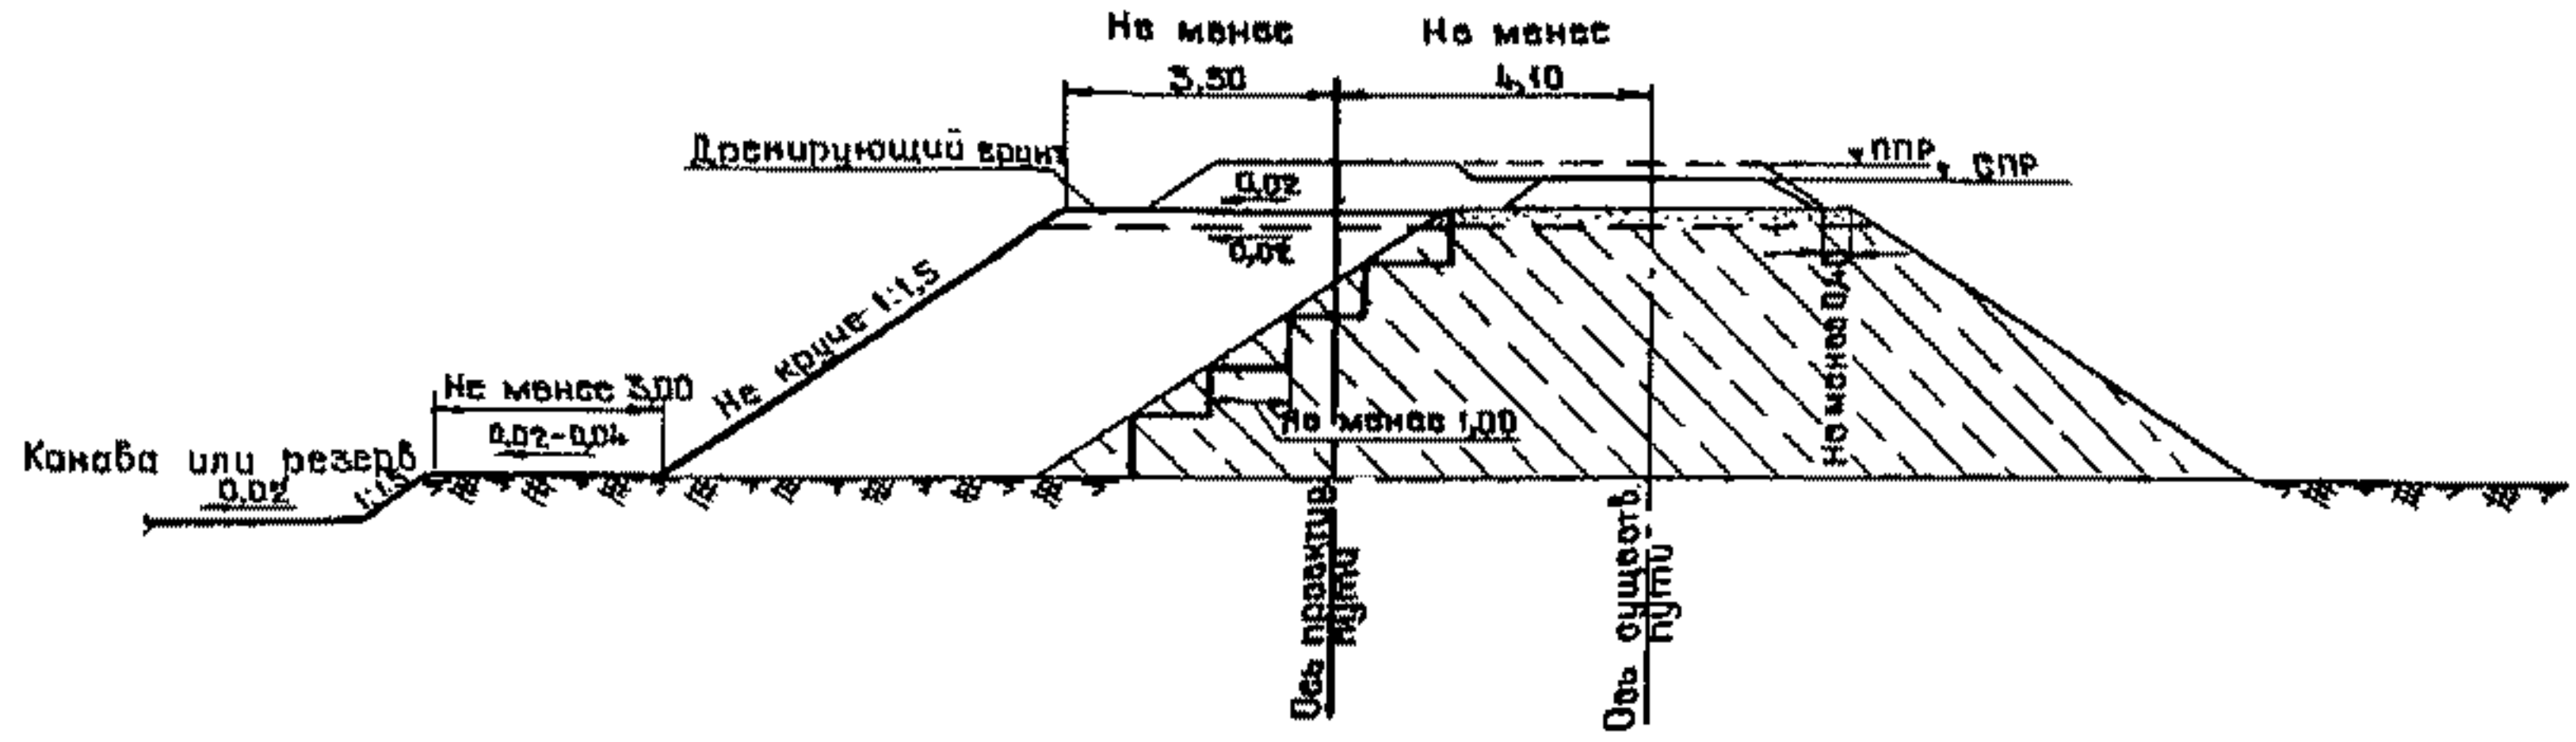 Не менее
Не менее
3,50
4,10
Дренирующий грунт
ППР
СПР
0,02
0,02
Не круче 1:1,5
Не менее 3,00
0,02-0,04
Не менее 1,00
Не менее 0,40
Канава или резерв
0,02
1:1,5
Ось проектир
пути
Ось существ.
пути